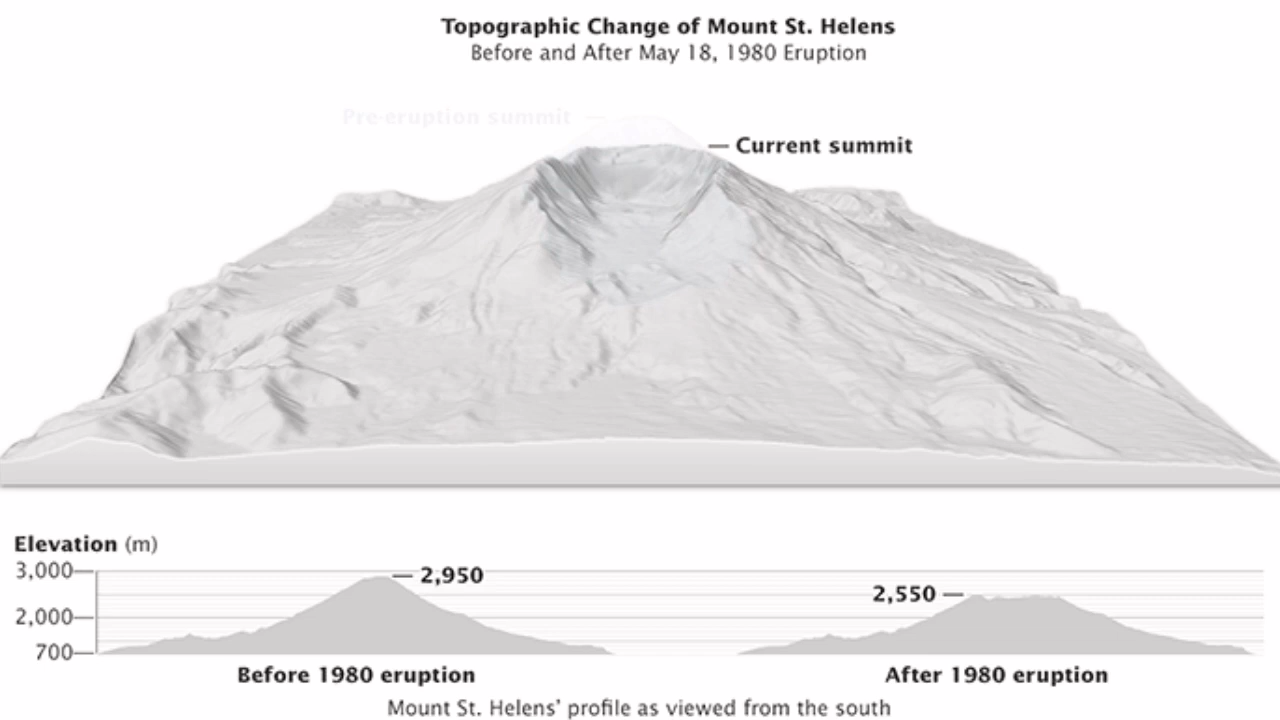 Topographic Change of Mount St. Helens
Before and After May 18, 1980 Eruption
Pre-eruption summit
Current summit
Elevation (m)
3,000
2,950
2,550
2,000
700
Before 1980 eruption
After 1980 eruption
Mount St. Helens’ profile as viewed from the south